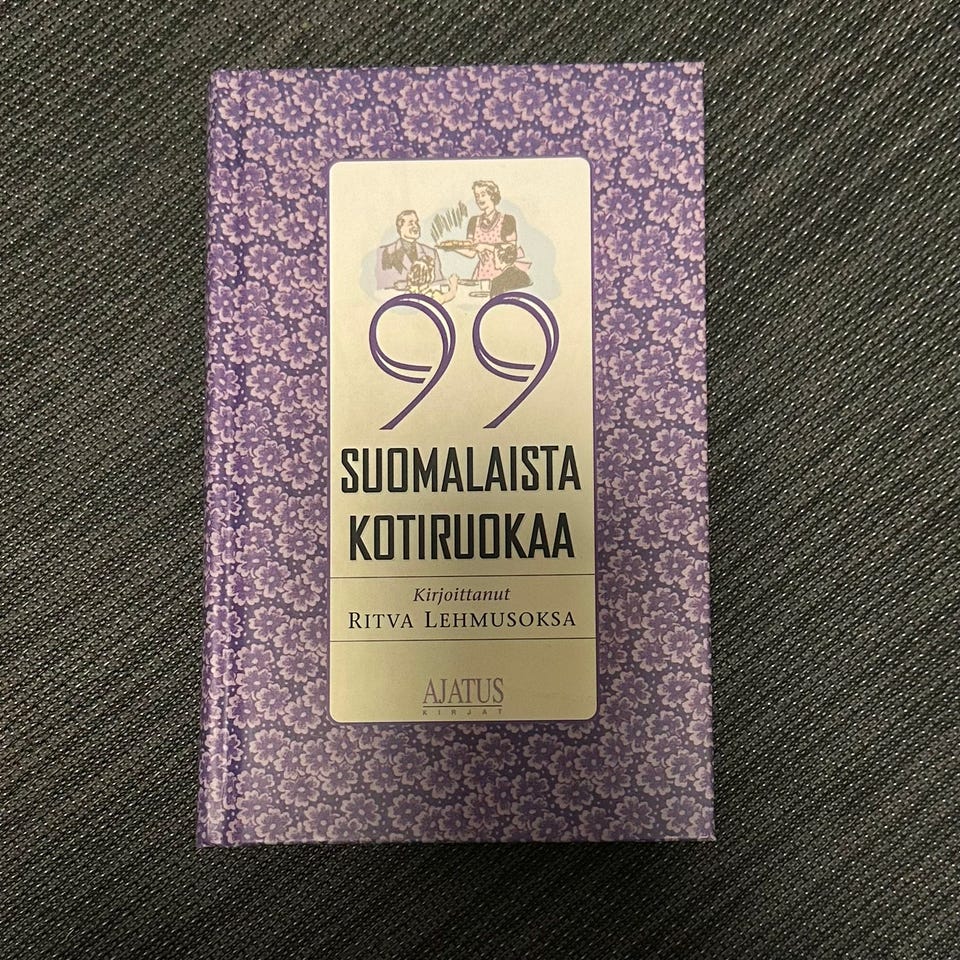 99
SUOMALAISTA
KOTIRUOKAA
Kirjoittanut
RITVA LEHMUSOKSA
AJATUS
KIRJAT